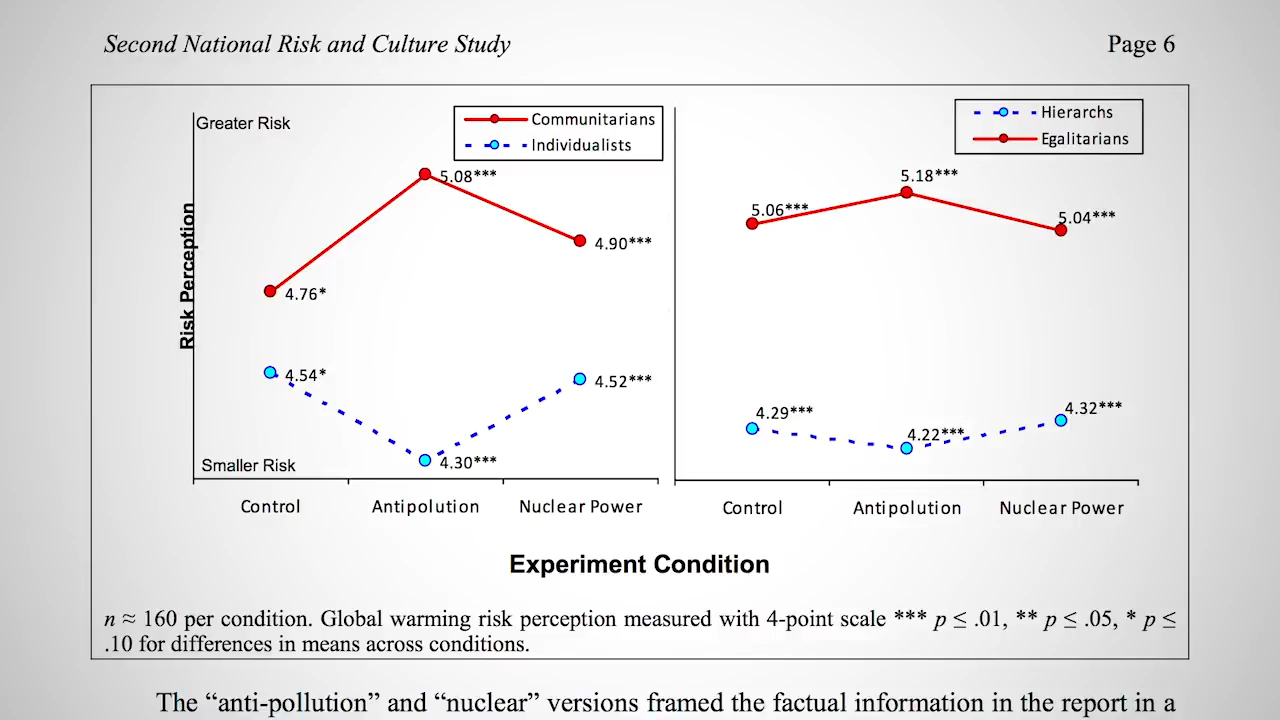 Second National Risk and Culture Study
Page 6
Greater Risk
Communitarians
Individualists
5.08***
4.90***
4.76*
4.54*
4.52***
4.30***
Smaller Risk
Risk Perception
Control
Antipolution
Nuclear Power
Hierarchs
Egalitarians
5.06***
5.18***
5.04***
4.29***
4.22***
4.32***
Control
Antipolution
Nuclear Power
Experiment Condition
n ≈ 160 per condition. Global warming risk perception measured with 4-point scale *** p ≤ .01, ** p ≤ .05, * p ≤
.10 for differences in means across conditions.
The “anti-pollution” and “nuclear” versions framed the factual information in the report in a